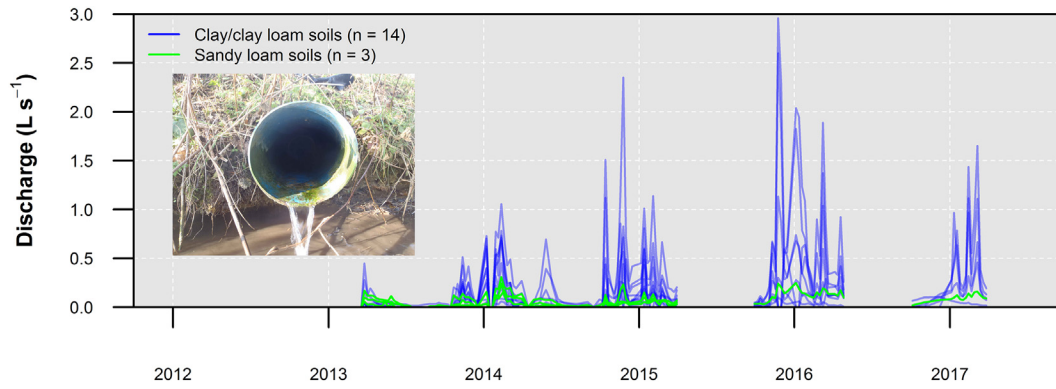 3.0
2.5
2.0
1.5
1.0
0.5
0.0
Discharge (L s⁻¹)
Clay/clay loam soils (n = 14)
Sandy loam soils (n = 3)
2012 2013 2014 2015 2016 2017